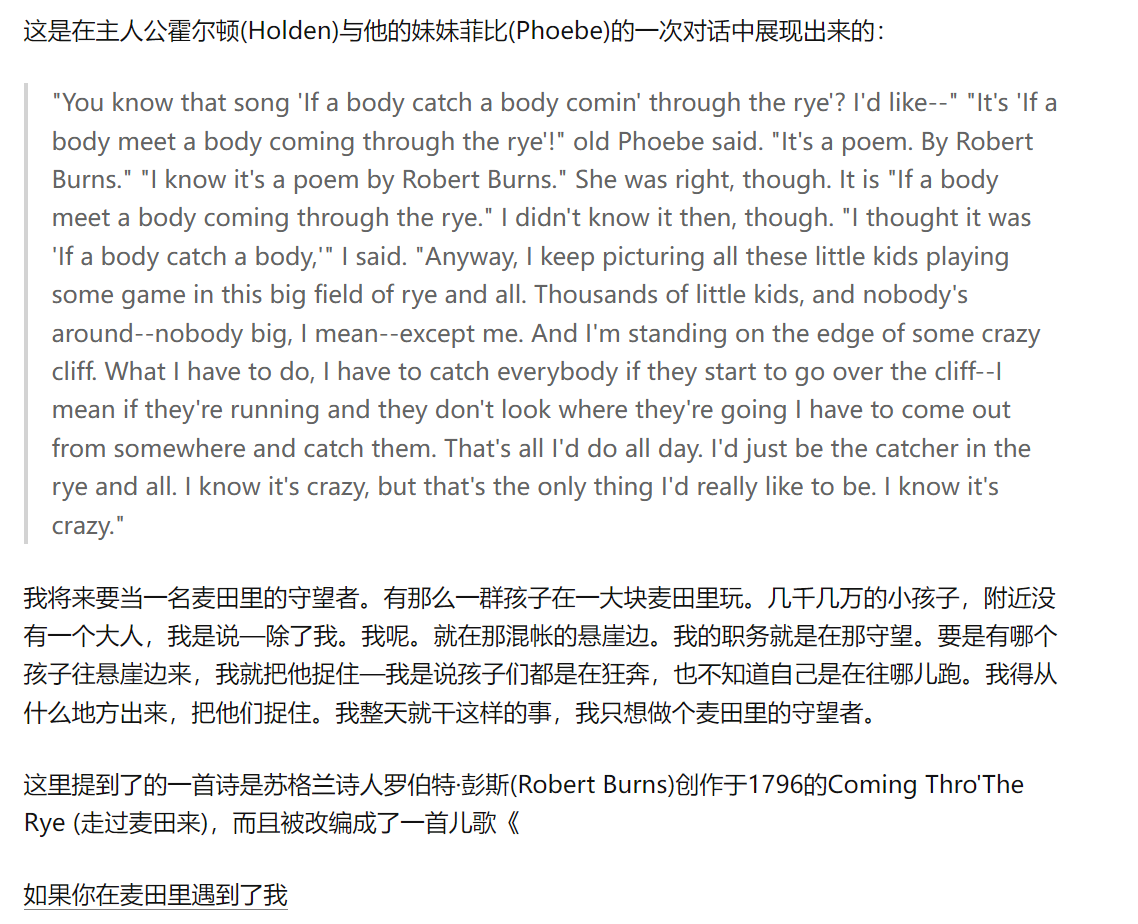 这是在主人公霍尔顿(Holden)与他的妹妹菲比(Phoebe)的一次对话中展现出来的：
"You know that song 'If a body catch a body comin' through the rye'? I'd like--" "It's 'If a
body meet a body coming through the rye'!" old Phoebe said. "It's a poem. By Robert
Burns." "I know it's a poem by Robert Burns." She was right, though. It is "If a body
meet a body coming through the rye." I didn't know it then, though. "I thought it was
'If a body catch a body,'" I said. "Anyway, I keep picturing all these little kids playing
some game in this big field of rye and all. Thousands of little kids, and nobody's
around--nobody big, I mean--except me. And I'm standing on the edge of some crazy
cliff. What I have to do, I have to catch everybody if they start to go over the cliff--I
mean if they're running and they don't look where they're going I have to come out
from somewhere and catch them. That's all I'd do all day. I'd just be the catcher in the
rye and all. I know it's crazy, but that's the only thing I'd really like to be. I know it's
crazy."
我将来要当一名麦田里的守望者。有那么一群孩子在一大块麦田里玩。几千几万的小孩子，附近没
有一个大人，我是说—除了我。我呢。就在那混帐的悬崖边。我的职务就是在那守望。要是有哪个
孩子往悬崖边来，我就把他捉住—我是说孩子们都是在狂奔，也不知道自己是在往哪儿跑。我得从
什么地方出来，把他们捉住。我整天就干这样的事，我只想做个麦田里的守望者。
这里提到了的一首诗是苏格兰诗人罗伯特·彭斯(Robert Burns)创作于1796的Coming Thro'The
Rye (走过麦田来)，而且被改编成了一首儿歌《
如果你在麦田里遇到了我